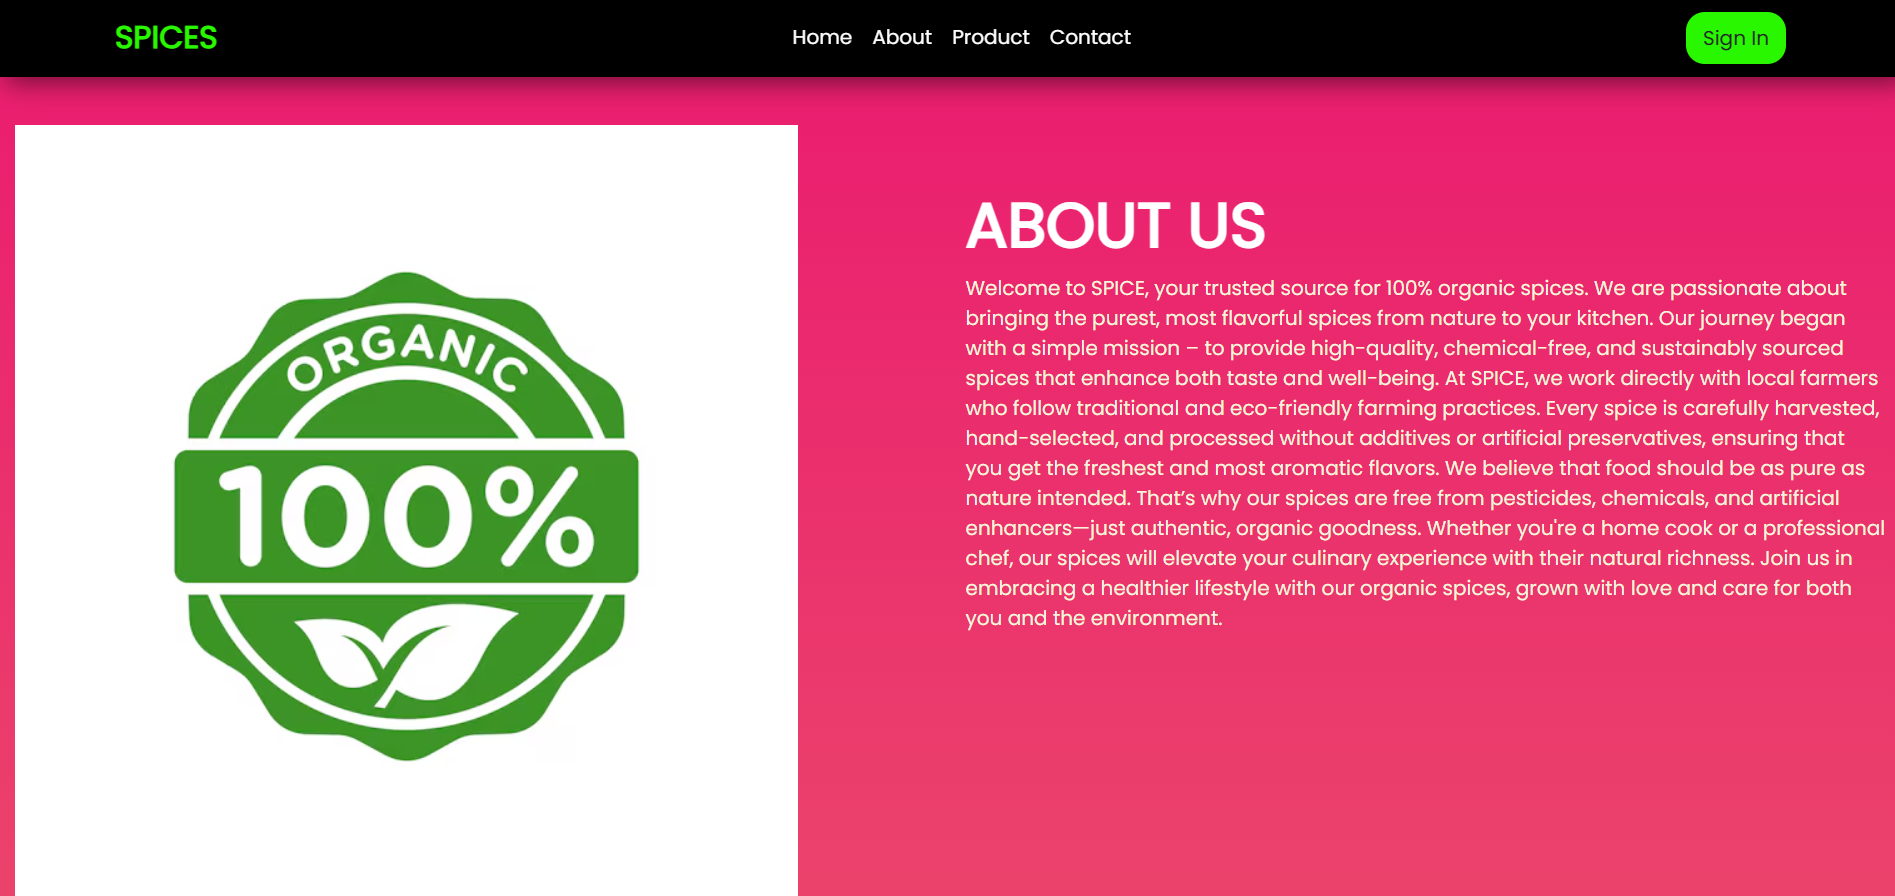 SPICES
Home About Product Contact
Sign In
ORGANIC
100%
ABOUT US
Welcome to SPICE, your trusted source for 100% organic spices. We are passionate about
bringing the purest, most flavorful spices from nature to your kitchen. Our journey began
with a simple mission – to provide high-quality, chemical-free, and sustainably sourced
spices that enhance both taste and well-being. At SPICE, we work directly with local farmers
who follow traditional and eco-friendly farming practices. Every spice is carefully harvested,
hand-selected, and processed without additives or artificial preservatives, ensuring that
you get the freshest and most aromatic flavors. We believe that food should be as pure as
nature intended. That’s why our spices are free from pesticides, chemicals, and artificial
enhancers—just authentic, organic goodness. Whether you're a home cook or a professional
chef, our spices will elevate your culinary experience with their natural richness. Join us in
embracing a healthier lifestyle with our organic spices, grown with love and care for both
you and the environment.